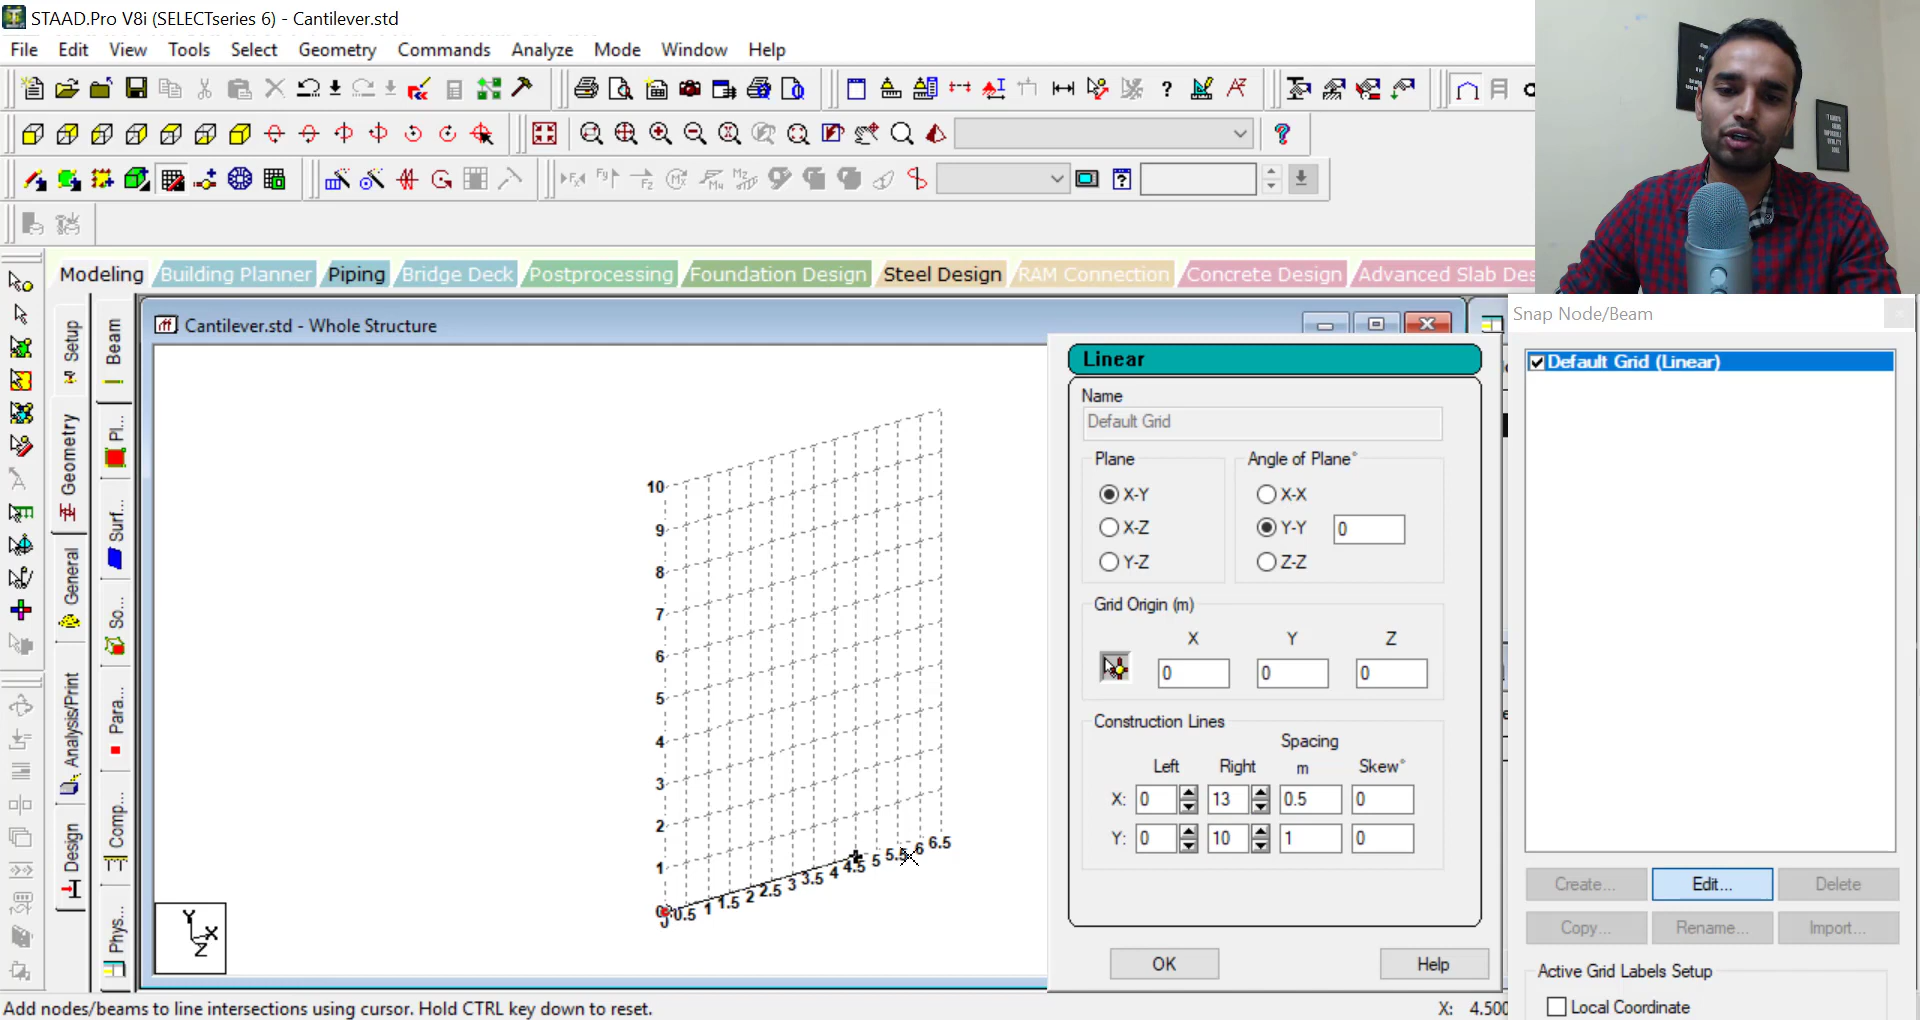 STAAD.Pro V8i (SELECTseries 6) - Cantilever.std
File Edit View Tools Select Geometry Commands Analyze Mode Window Help
Modeling Building Planner Piping Bridge Deck Postprocessing Foundation Design Steel Design RAM Connection Concrete Design Advanced Slab Des
Setup
Geometry
General
Analysis/Print
Design
Beam
Pl...
Surf...
So...
Para...
Comp...
Phys...
Cantilever.std - Whole Structure
10
9
8
7
6
5
4
3
2
1
0
0.5 1 1.5 2 2.5 3 3.5 4 4.5 5 5.5 6 6.5
Y
X
Z
Linear
Name
Default Grid
Plane
X-Y
X-Z
Y-Z
Angle of Plane°
X-X
Y-Y 0
Z-Z
Grid Origin (m)
X Y Z
0 0 0
Construction Lines
Spacing
Left Right m Skew°
X: 0 13 0.5 0
Y: 0 10 1 0
OK Help
Snap Node/Beam
Default Grid (Linear)
Create... Edit... Delete
Copy... Rename... Import...
Active Grid Labels Setup
Local Coordinate
Add nodes/beams to line intersections using cursor. Hold CTRL key down to reset.
X: 4.500